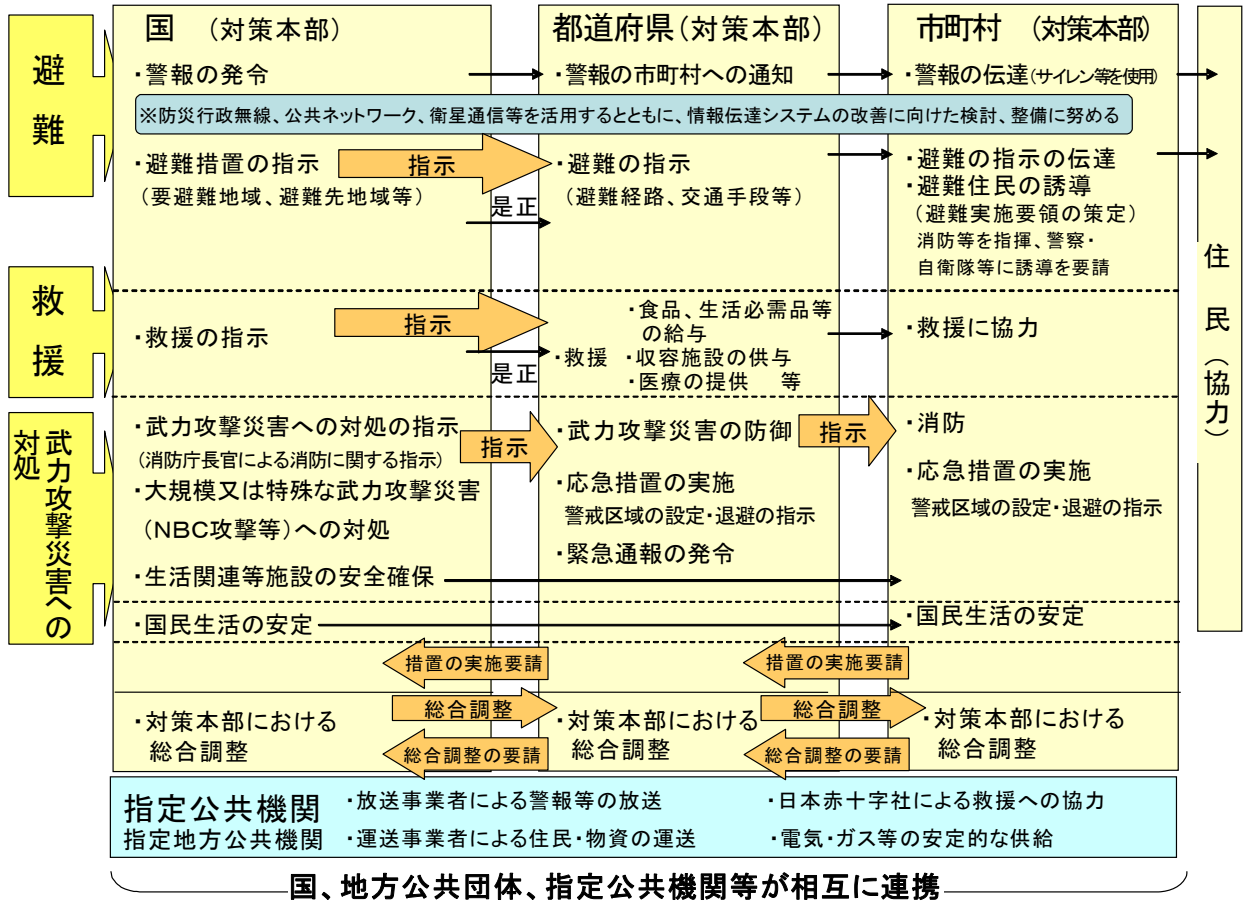 避難
国 (対策本部)
都道府県(対策本部)
市町村 (対策本部)
・警報の発令
・警報の市町村への通知
・警報の伝達(サイレン等を使用)
※防災行政無線、公共ネットワーク、衛星通信等を活用するとともに、情報伝達システムの改善に向けた検討、整備に努める
・避難措置の指示
(要避難地域、避難先地域等)
指示
是正
・避難の指示
(避難経路、交通手段等)
・避難の指示の伝達
・避難住民の誘導
(避難実施要領の策定)
消防等を指揮、警察・
自衛隊等に誘導を要請
住民(協力)
救援
・救援の指示
指示
是正
・救援
・食品、生活必需品等
の給与
・収容施設の供与
・医療の提供 等
・救援に協力
武力攻撃災害への
対処
・武力攻撃災害への対処の指示
(消防庁長官による消防に関する指示)
・大規模又は特殊な武力攻撃災害
(NBC攻撃等)への対処
・生活関連等施設の安全確保
指示
・武力攻撃災害の防御
・応急措置の実施
警戒区域の設定・退避の指示
・緊急通報の発令
指示
・消防
・応急措置の実施
警戒区域の設定・退避の指示
・国民生活の安定
・国民生活の安定
措置の実施要請
措置の実施要請
・対策本部における
総合調整
総合調整
総合調整の要請
・対策本部における
総合調整
総合調整
総合調整の要請
・対策本部における
総合調整
指定公共機関
指定地方公共機関
・放送事業者による警報等の放送
・日本赤十字社による救援への協力
・運送事業者による住民・物資の運送
・電気・ガス等の安定的な供給
国、地方公共団体、指定公共機関等が相互に連携